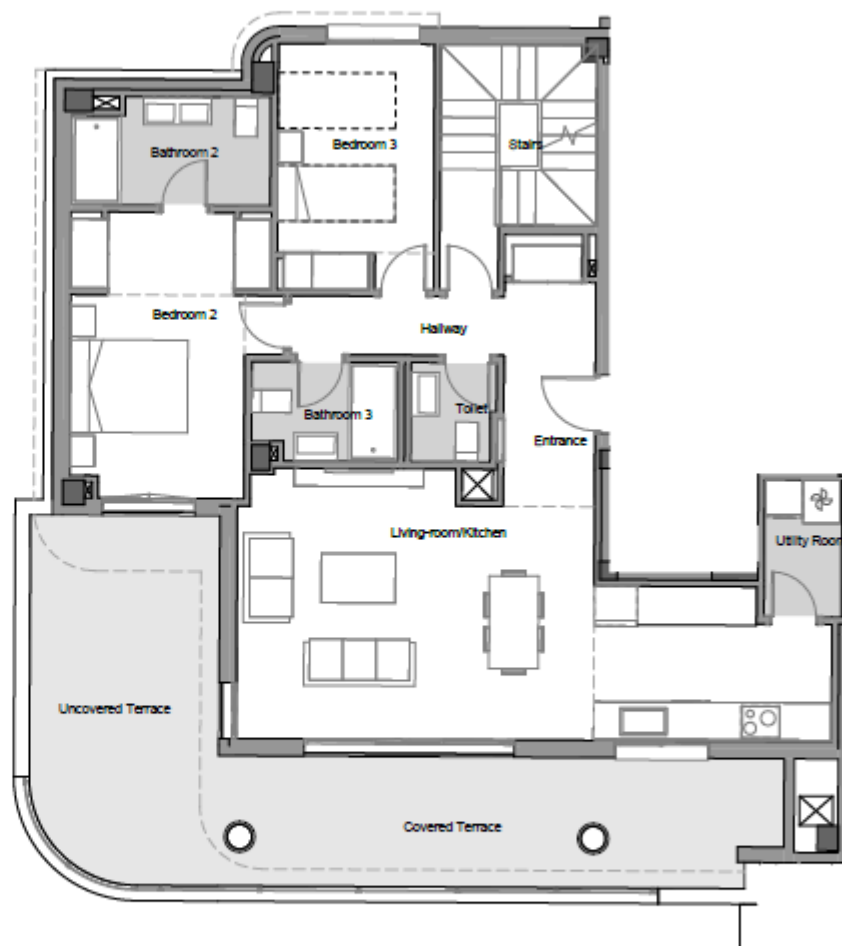 Bathroom 2
Bedroom 3
Stairs
Bedroom 2
Hallway
Bathroom 3
Toilet
Entrance
Living-room/Kitchen
Utility Room
Uncovered Terrace
Covered Terrace